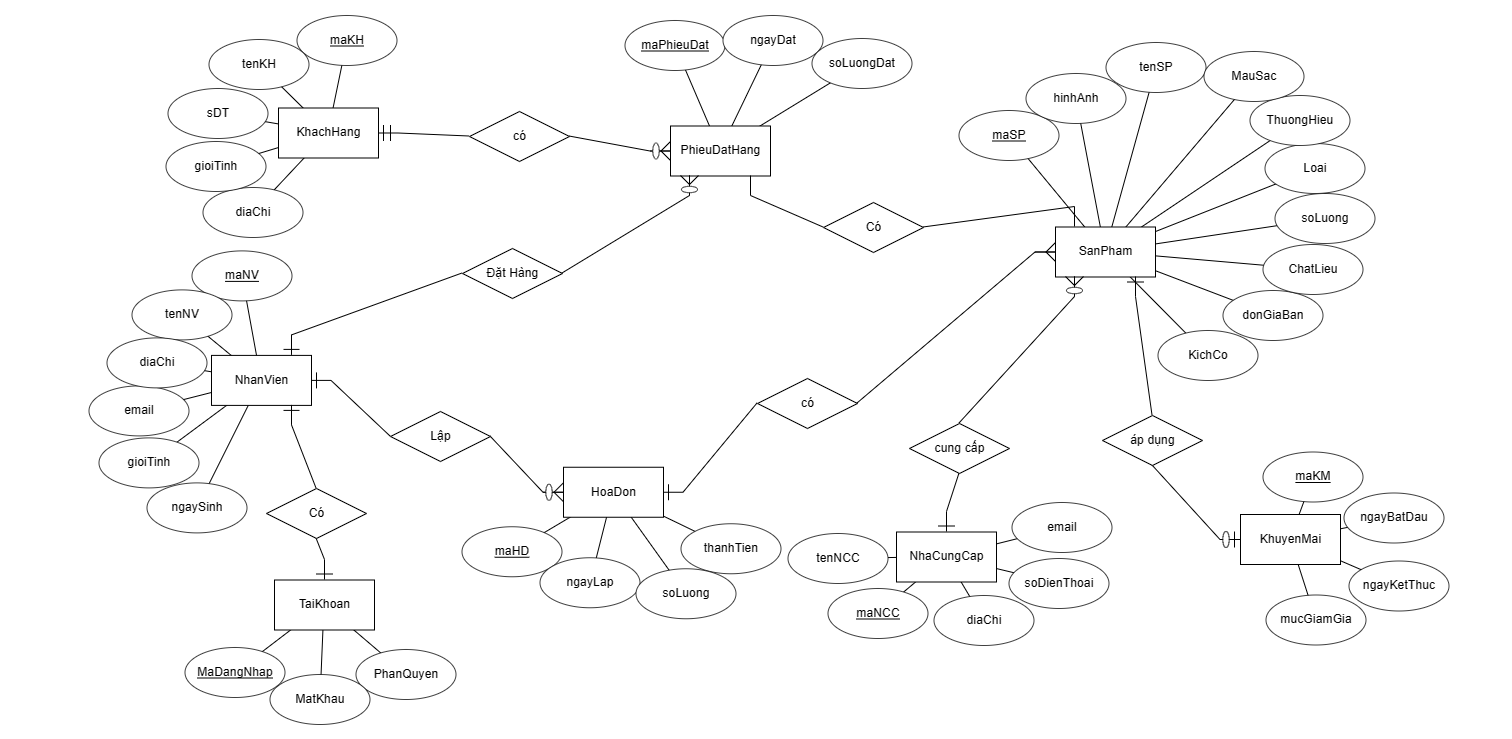 maKH
tenKH
sDT
gioiTinh
diaChi
KhachHang
có
maPhieuDat
ngayDat
soLuongDat
PhieuDatHang
Có
maSP
hinhAnh
tenSP
MauSac
ThuongHieu
Loai
soLuong
ChatLieu
donGiaBan
KichCo
SanPham
Đặt Hàng
maNV
tenNV
diaChi
email
gioiTinh
ngaySinh
NhanVien
Lập
có
cung cấp
áp dụng
Có
HoaDon
maHD
ngayLap
soLuong
thanhTien
NhaCungCap
tenNCC
maNCC
diaChi
soDienThoai
email
KhuyenMai
maKM
ngayBatDau
ngayKetThuc
mucGiamGia
TaiKhoan
MaDangNhap
MatKhau
PhanQuyen